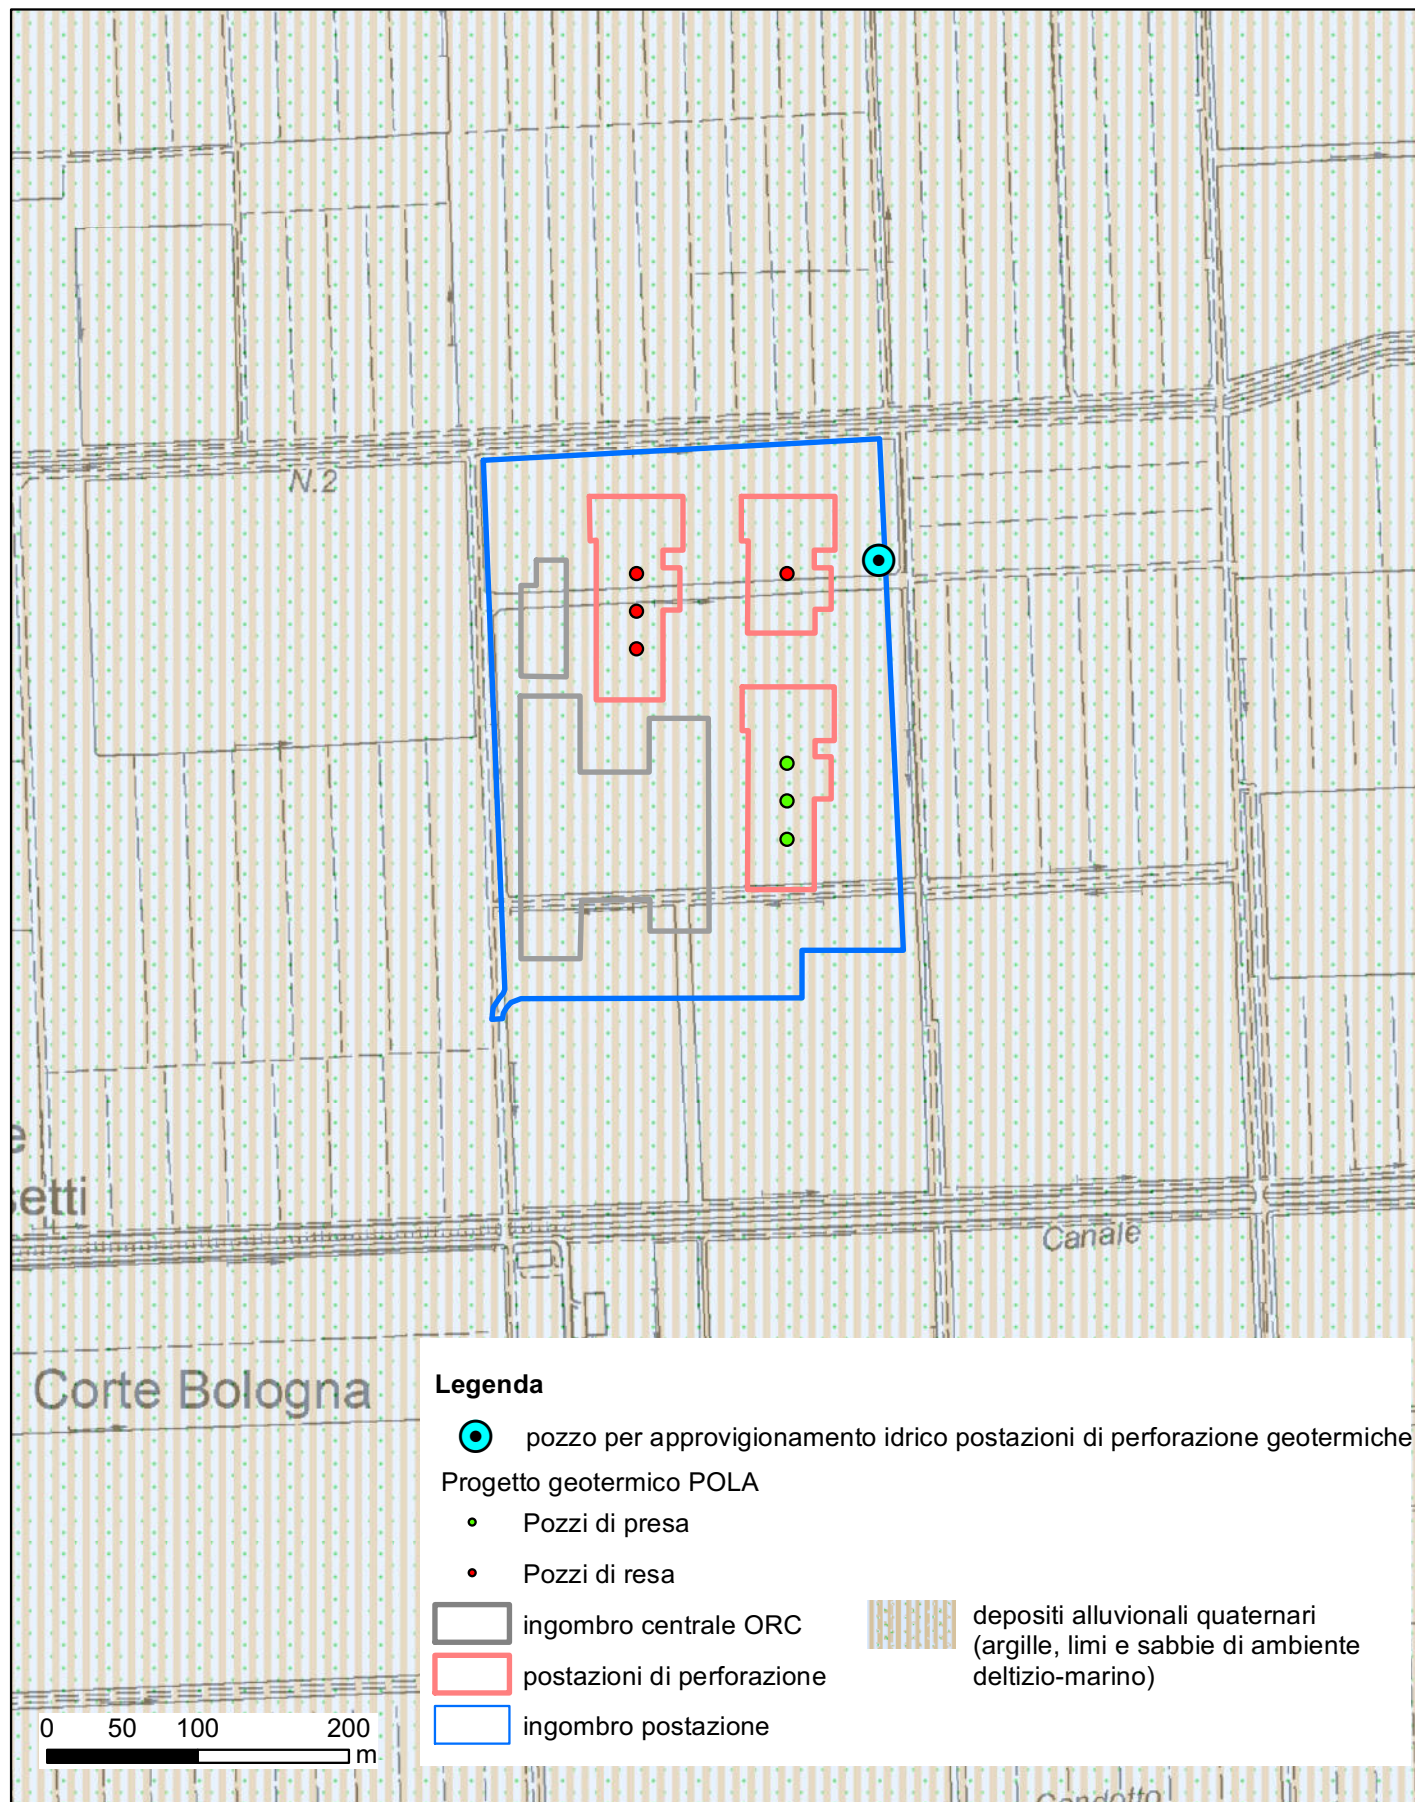 N.2
setti
Canale
Corte Bologna
Legenda
pozzo per approvigionamento idrico postazioni di perforazione geotermiche
Progetto geotermico POLA
Pozzi di presa
Pozzi di resa
ingombro centrale ORC
postazioni di perforazione
ingombro postazione
depositi alluvionali quaternari
(argille, limi e sabbie di ambiente
deltizio-marino)
0 50 100 200
m
Condotto